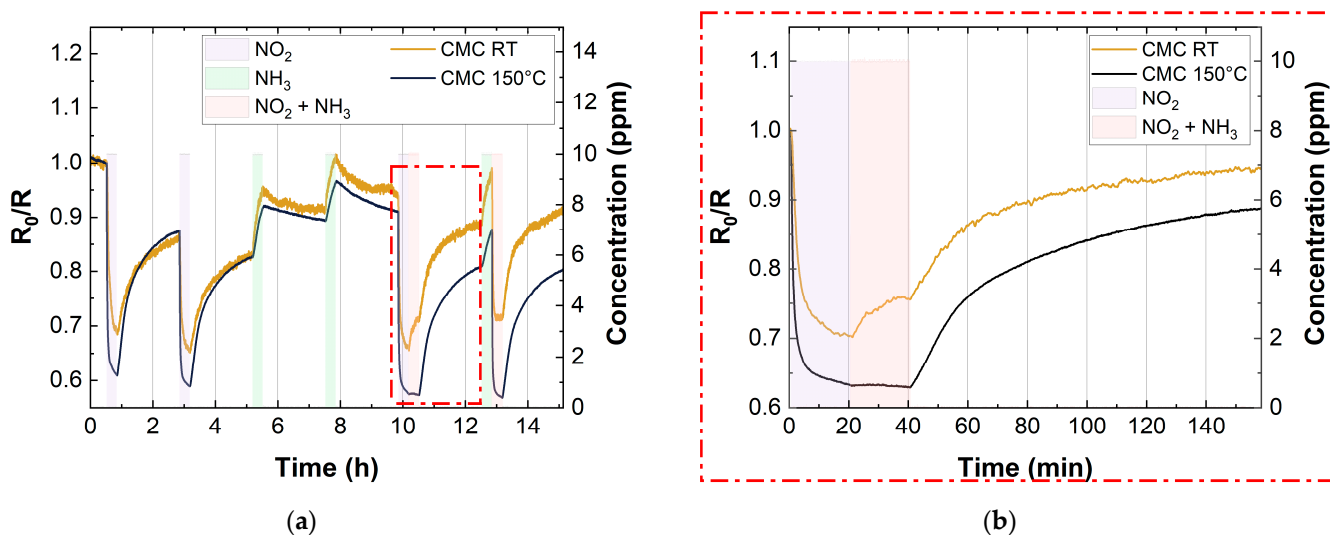 NO2
NH3
NO2 + NH3
CMC RT
CMC 150°C
R0/R
1.2
1.1
1.0
0.9
0.8
0.7
0.6
14
12
10
8
6
4
2
0
Concentration (ppm)
0 2 4 6 8 10 12 14
Time (h)
(a)
CMC RT
CMC 150°C
NO2
NO2 + NH3
R0/R
1.1
1.0
0.9
0.8
0.7
0.6
10
8
6
4
2
0
Concentration (ppm)
0 20 40 60 80 100 120 140
Time (min)
(b)